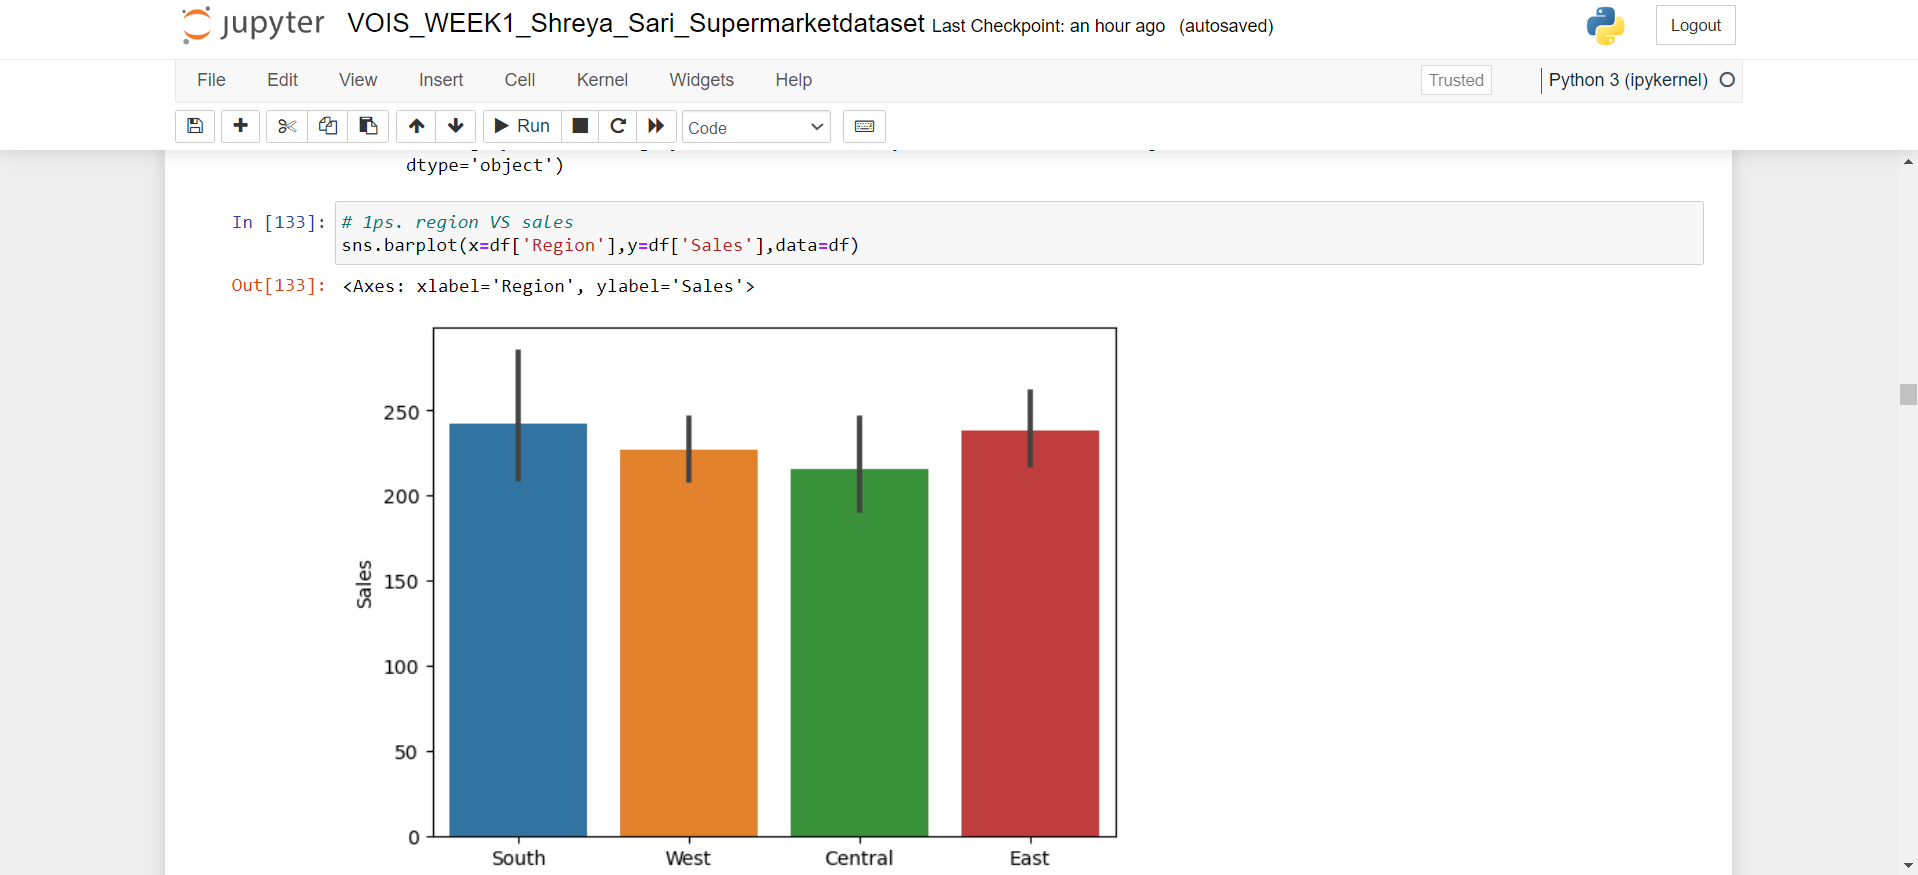 jupyter VOIS_WEEK1_Shreya_Sari_Supermarketdataset Last Checkpoint: an hour ago (autosaved)
Logout
File Edit View Insert Cell Kernel Widgets Help
Trusted
Python 3 (ipykernel)
Run
Code
dtype='object')
In [133]:
# 1ps. region VS sales
sns.barplot(x=df['Region'],y=df['Sales'],data=df)
Out[133]: <Axes: xlabel='Region', ylabel='Sales'>
250
200
150
100
50
0
Sales
South West Central East